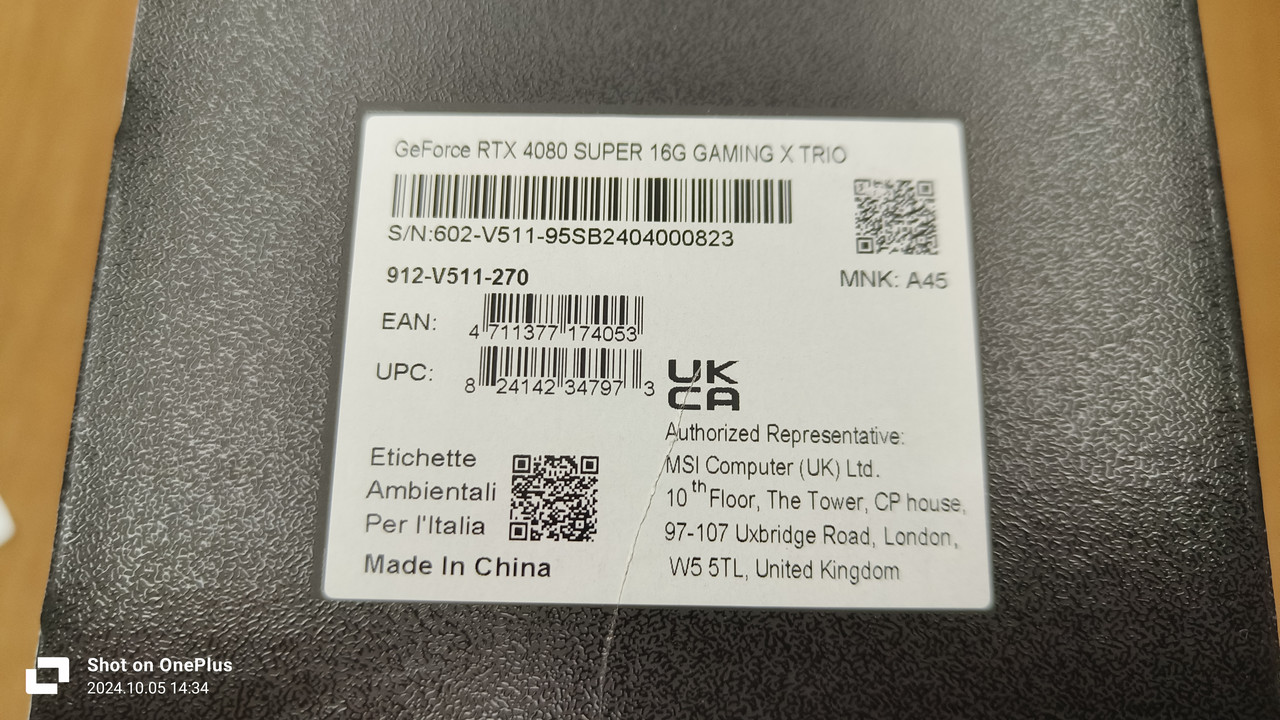 GeForce RTX 4080 SUPER 16G GAMING X TRIO
S/N:602-V511-95SB2404000823
912-V511-270
MNK: A45
EAN:
4 711377 174053
UPC:
8 24142 34797 3
UK
CA
Authorized Representative:
MSI Computer (UK) Ltd.
10th Floor, The Tower, CP house,
97-107 Uxbridge Road, London,
W5 5TL, United Kingdom
Etichette
Ambientali
Per l'Italia
Made In China
Shot on OnePlus
2024.10.05 14:34